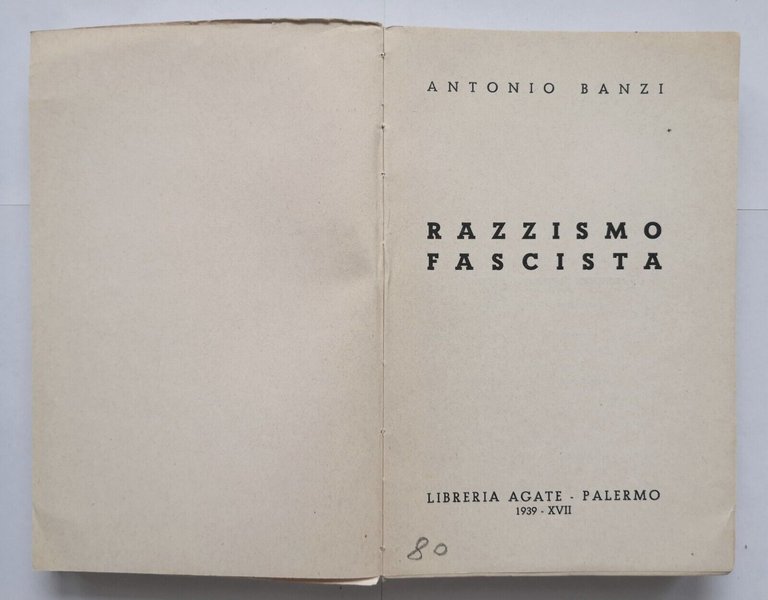 ANTONIO BANZI
RAZZISMO
FASCISTA
LIBRERIA AGATE - PALERMO
1939 - XVII
80